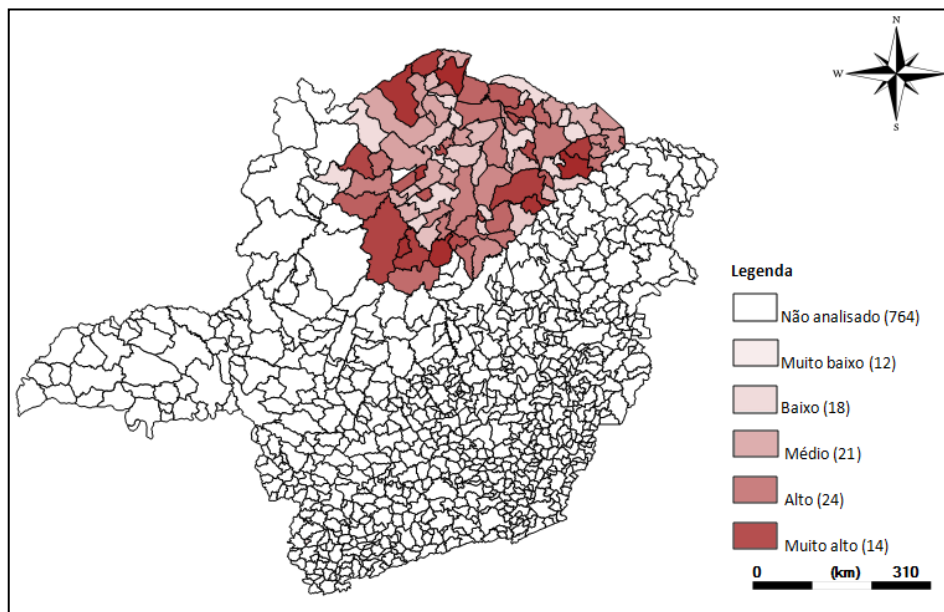 N
W
E
S
Legenda
Não analisado (764)
Muito baixo (12)
Baixo (18)
Médio (21)
Alto (24)
Muito alto (14)
0 (km) 310